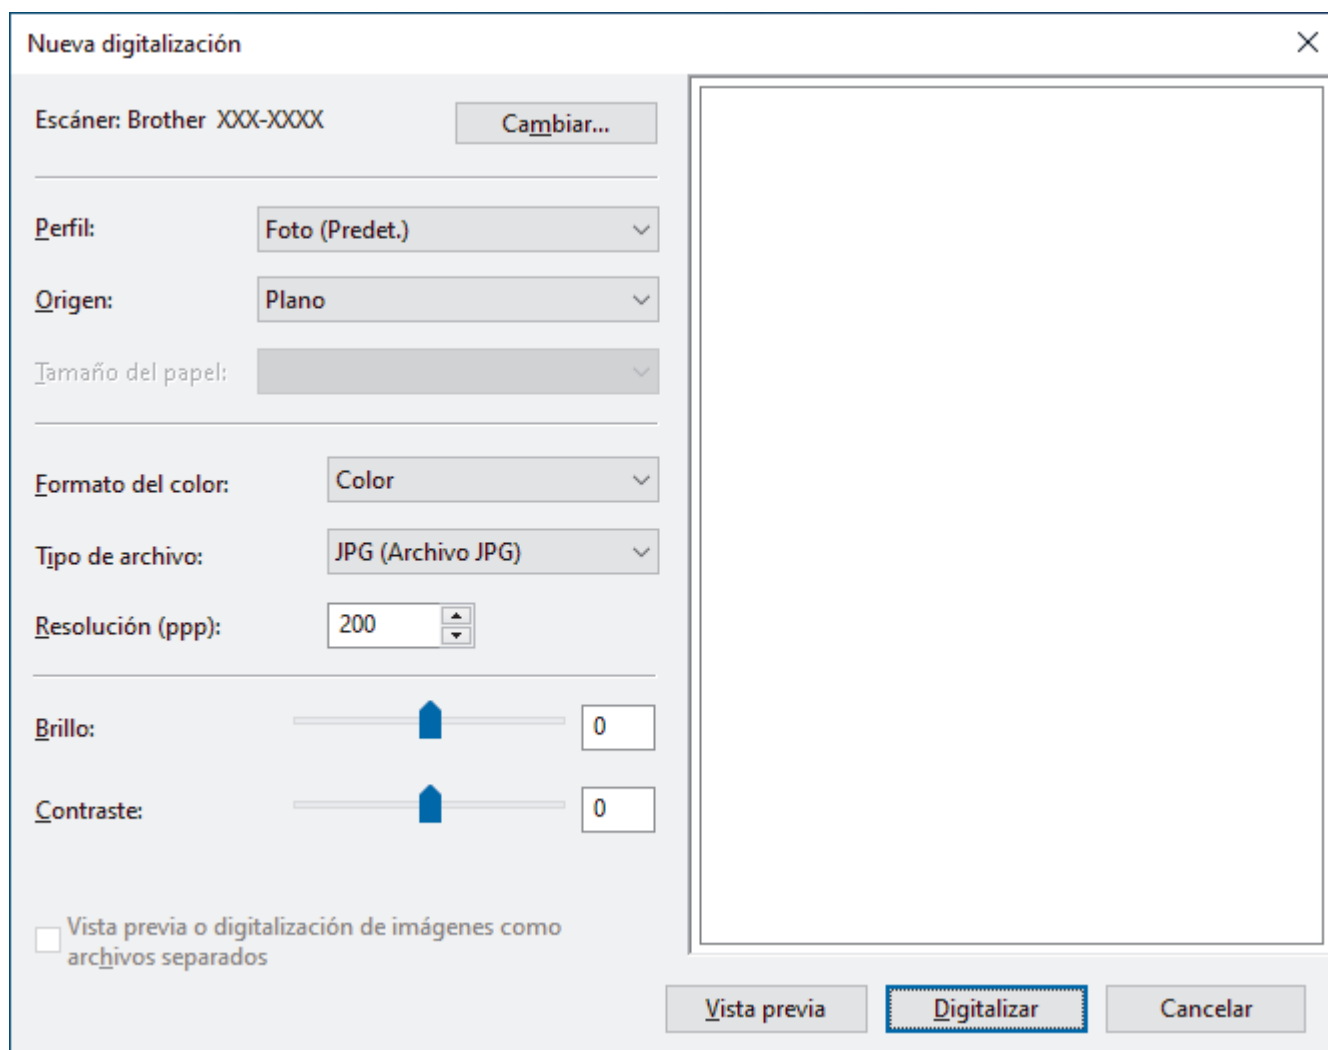 Nueva digitalización
Escáner: Brother XXX-XXXX
Cambiar...
Perfil:
Foto (Predet.)
Origen:
Plano
Tamaño del papel:
Formato del color:
Color
Tipo de archivo:
JPG (Archivo JPG)
Resolución (ppp):
200
Brillo:
0
Contraste:
0
Vista previa o digitalización de imágenes como
archivos separados
Vista previa
Digitalizar
Cancelar